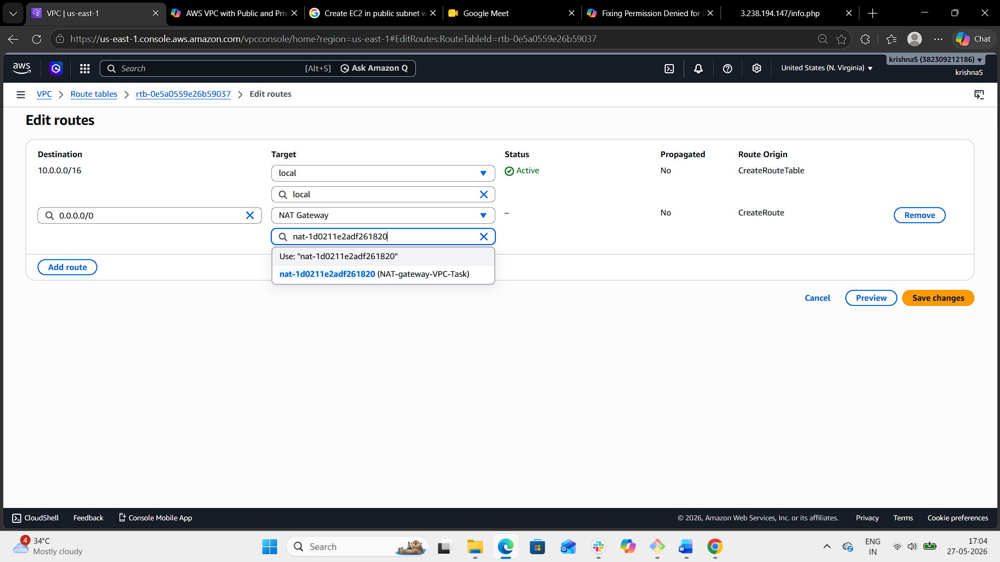 VPC | us-east-1
AWS VPC with Public and Priv
Create EC2 in public subnet w
Google Meet
Fixing Permission Denied for i
3.238.194.147/info.php
https://us-east-1.console.aws.amazon.com/vpcconsole/home?region=us-east-1#EditRoutes:RouteTableId=rtb-0e5a0559e26b59037
Chat
aws
Search
[Alt+S]
Ask Amazon Q
United States (N. Virginia)
krishnaS (382309212186)
krishnaS
VPC
Route tables
rtb-0e5a0559e26b59037
Edit routes
Edit routes
Destination
Target
Status
Propagated
Route Origin
10.0.0.0/16
local
Active
No
CreateRouteTable
local
0.0.0.0/0
NAT Gateway
–
No
CreateRoute
Remove
nat-1d0211e2adf261820
Use: "nat-1d0211e2adf261820"
nat-1d0211e2adf261820 (NAT-gateway-VPC-Task)
Add route
Cancel
Preview
Save changes
CloudShell
Feedback
Console Mobile App
© 2026, Amazon Web Services, Inc. or its affiliates.
Privacy
Terms
Cookie preferences
4
34°C
Mostly cloudy
Search
ENG
IN
17:04
27-05-2026